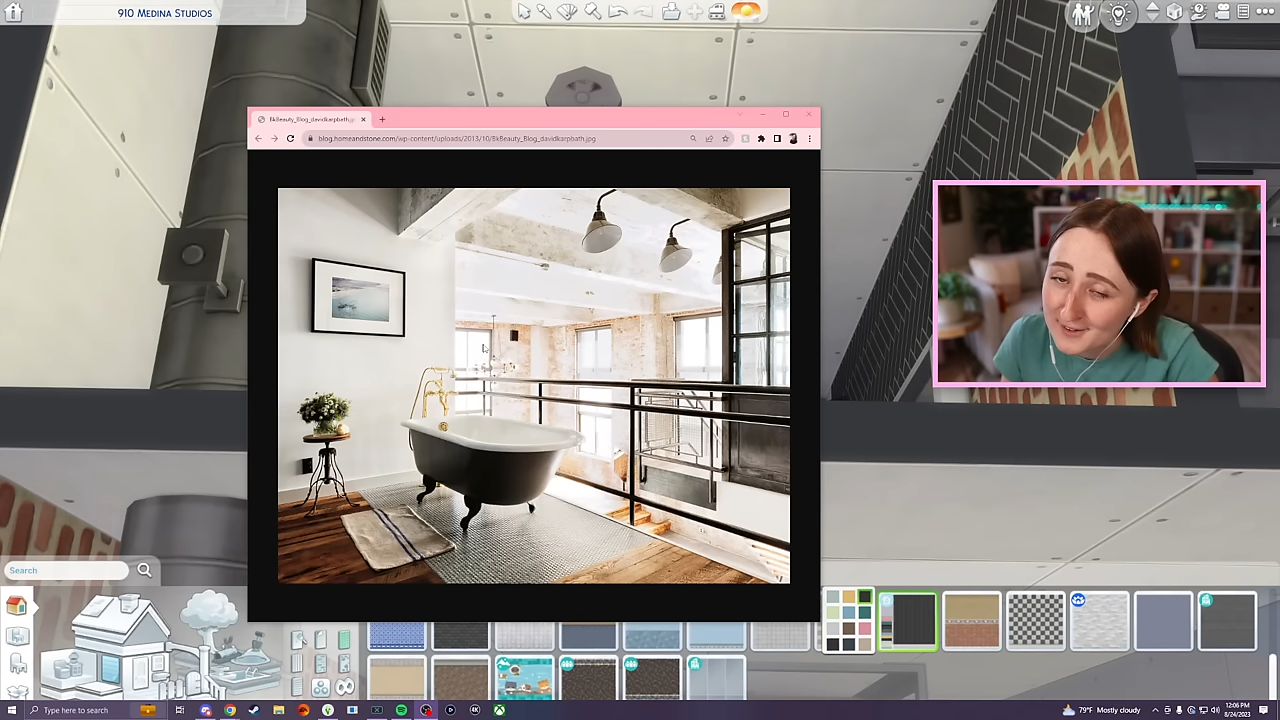 910 Medina Studios
BkBeauty_Blog_davidkarpbath.jp
blog.homeandstone.com/wp-content/uploads/2013/10/BkBeauty_Blog_davidkarpbath.jpg
Search
Type here to search
79°F Mostly cloudy
12:06 PM
8/24/2023